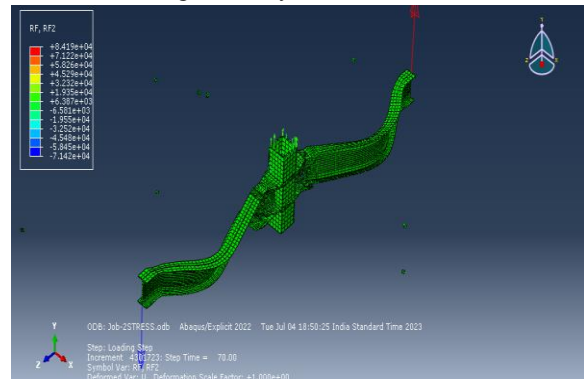 RF, RF2
+8.419e+04
+7.122e+04
+5.826e+04
+4.529e+04
+3.232e+04
+1.935e+04
+6.387e+03
-6.581e+03
-1.955e+04
-3.252e+04
-4.548e+04
-5.845e+04
-7.142e+04
Y
Z
X
ODB: Job-2STRESS.odb Abaqus/Explicit 2022 Tue Jul 04 18:50:25 India Standard Time 2023
Y
Z
X
Step: Loading Step
Increment 4301723: Step Time = 70.00
Symbol Var: RF, RF2
Deformed Var: U Deformation Scale Factor: +1.000e+00